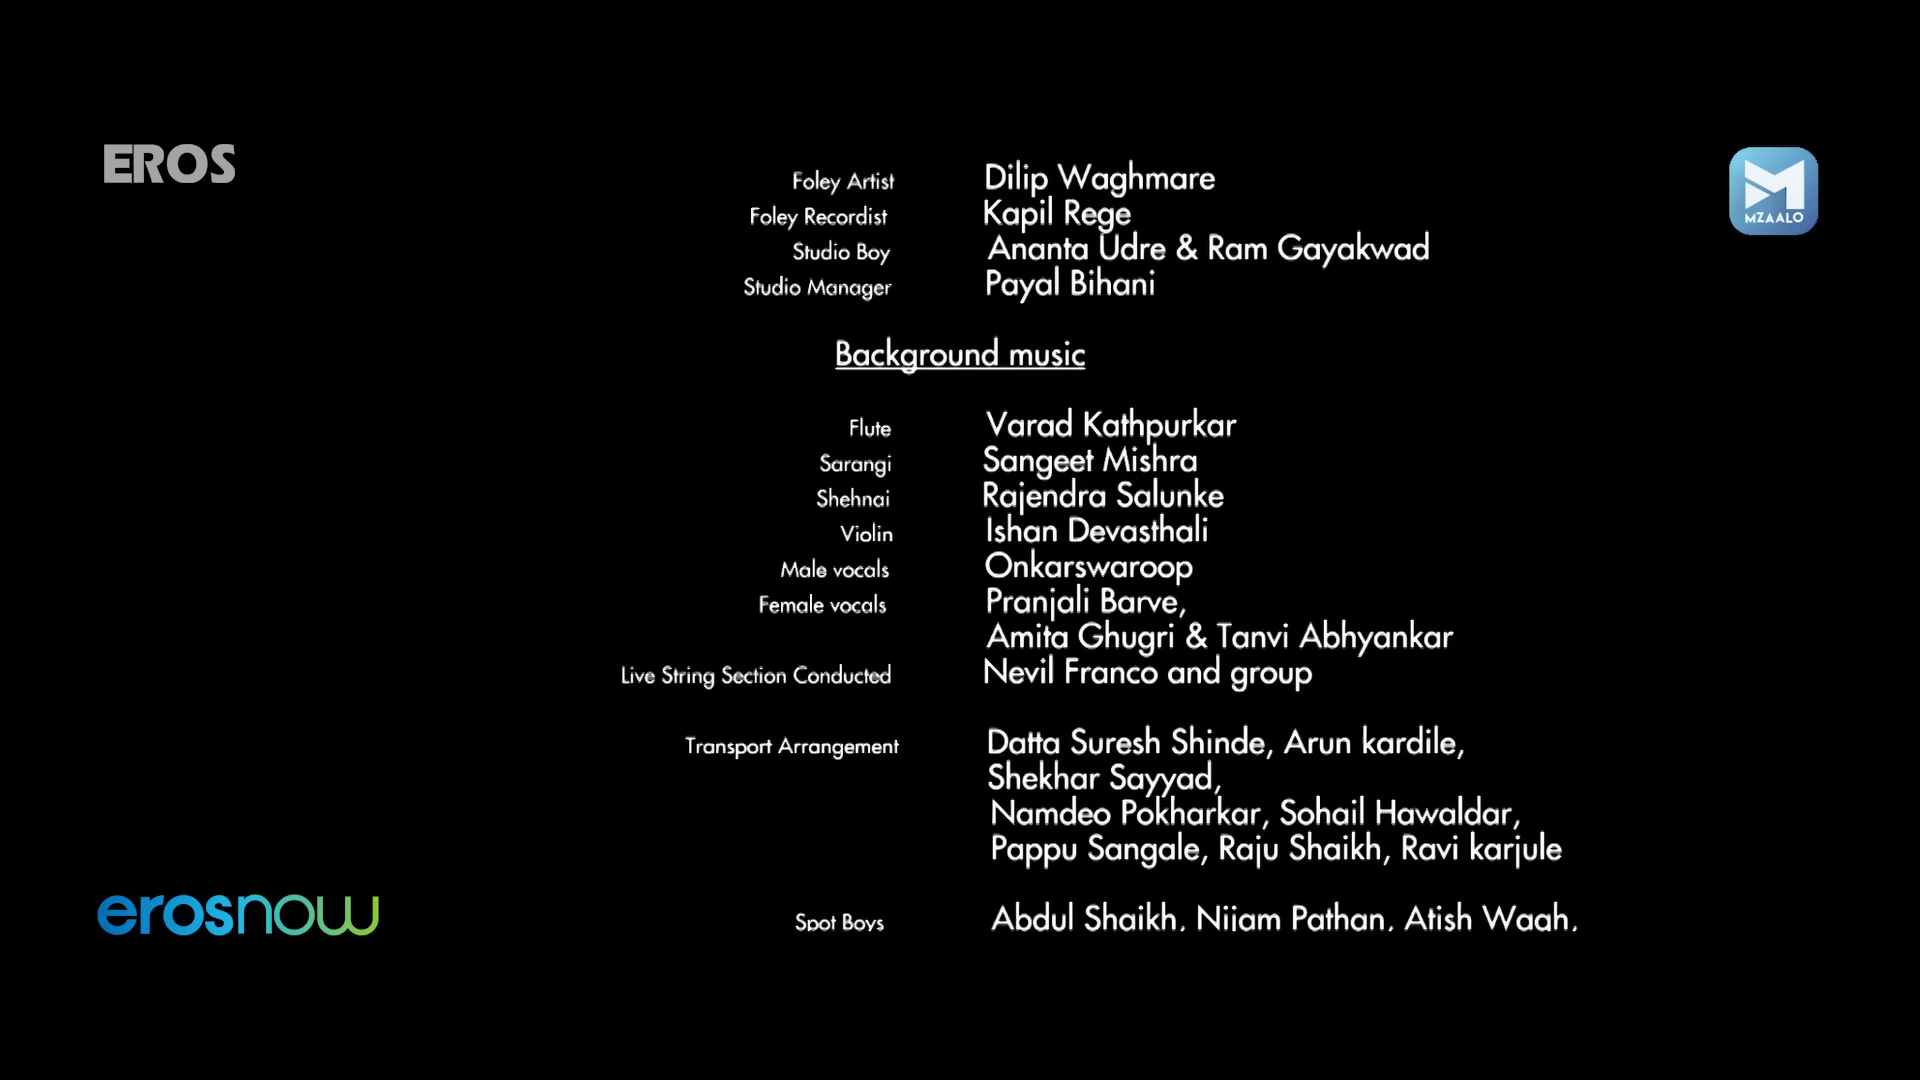 EROS
MZAALO
Foley Artist Dilip Waghmare
Foley Recordist Kapil Rege
Studio Boy Ananta Udre & Ram Gayakwad
Studio Manager Payal Bihani
Background music
Flute Varad Kathpurkar
Sarangi Sangeet Mishra
Shehnai Rajendra Salunke
Violin Ishan Devasthali
Male vocals Onkarswaroop
Female vocals Pranjali Barve,
Amita Ghugri & Tanvi Abhyankar
Live String Section Conducted Nevil Franco and group
Transport Arrangement Datta Suresh Shinde, Arun kardile,
Shekhar Sayyad,
Namdeo Pokharkar, Sohail Hawaldar,
Pappu Sangale, Raju Shaikh, Ravi karjule
Spot Boys Abdul Shaikh, Nijam Pathan, Atish Wagh,
erosnow